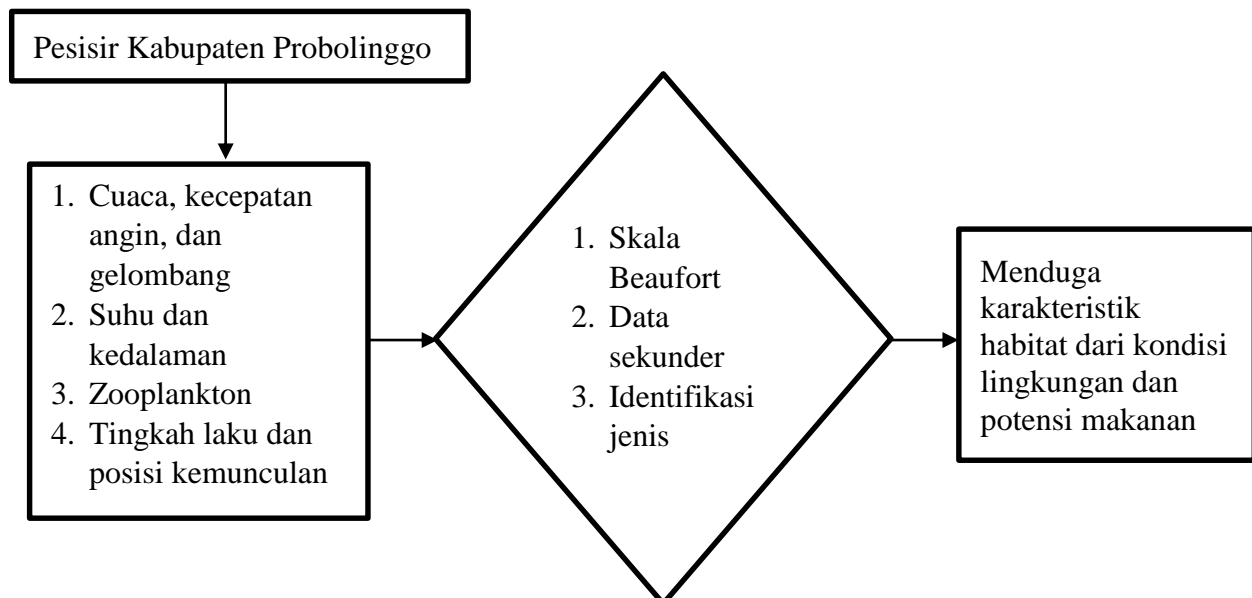 Pesisir Kabupaten Probolinggo
1. Cuaca, kecepatan
angin, dan
gelombang
2. Suhu dan
kedalaman
3. Zooplankton
4. Tingkah laku dan
posisi kemunculan
1. Skala
Beaufort
2. Data
sekunder
3. Identifikasi
jenis
Menduga
karakteristik
habitat dari kondisi
lingkungan dan
potensi makanan